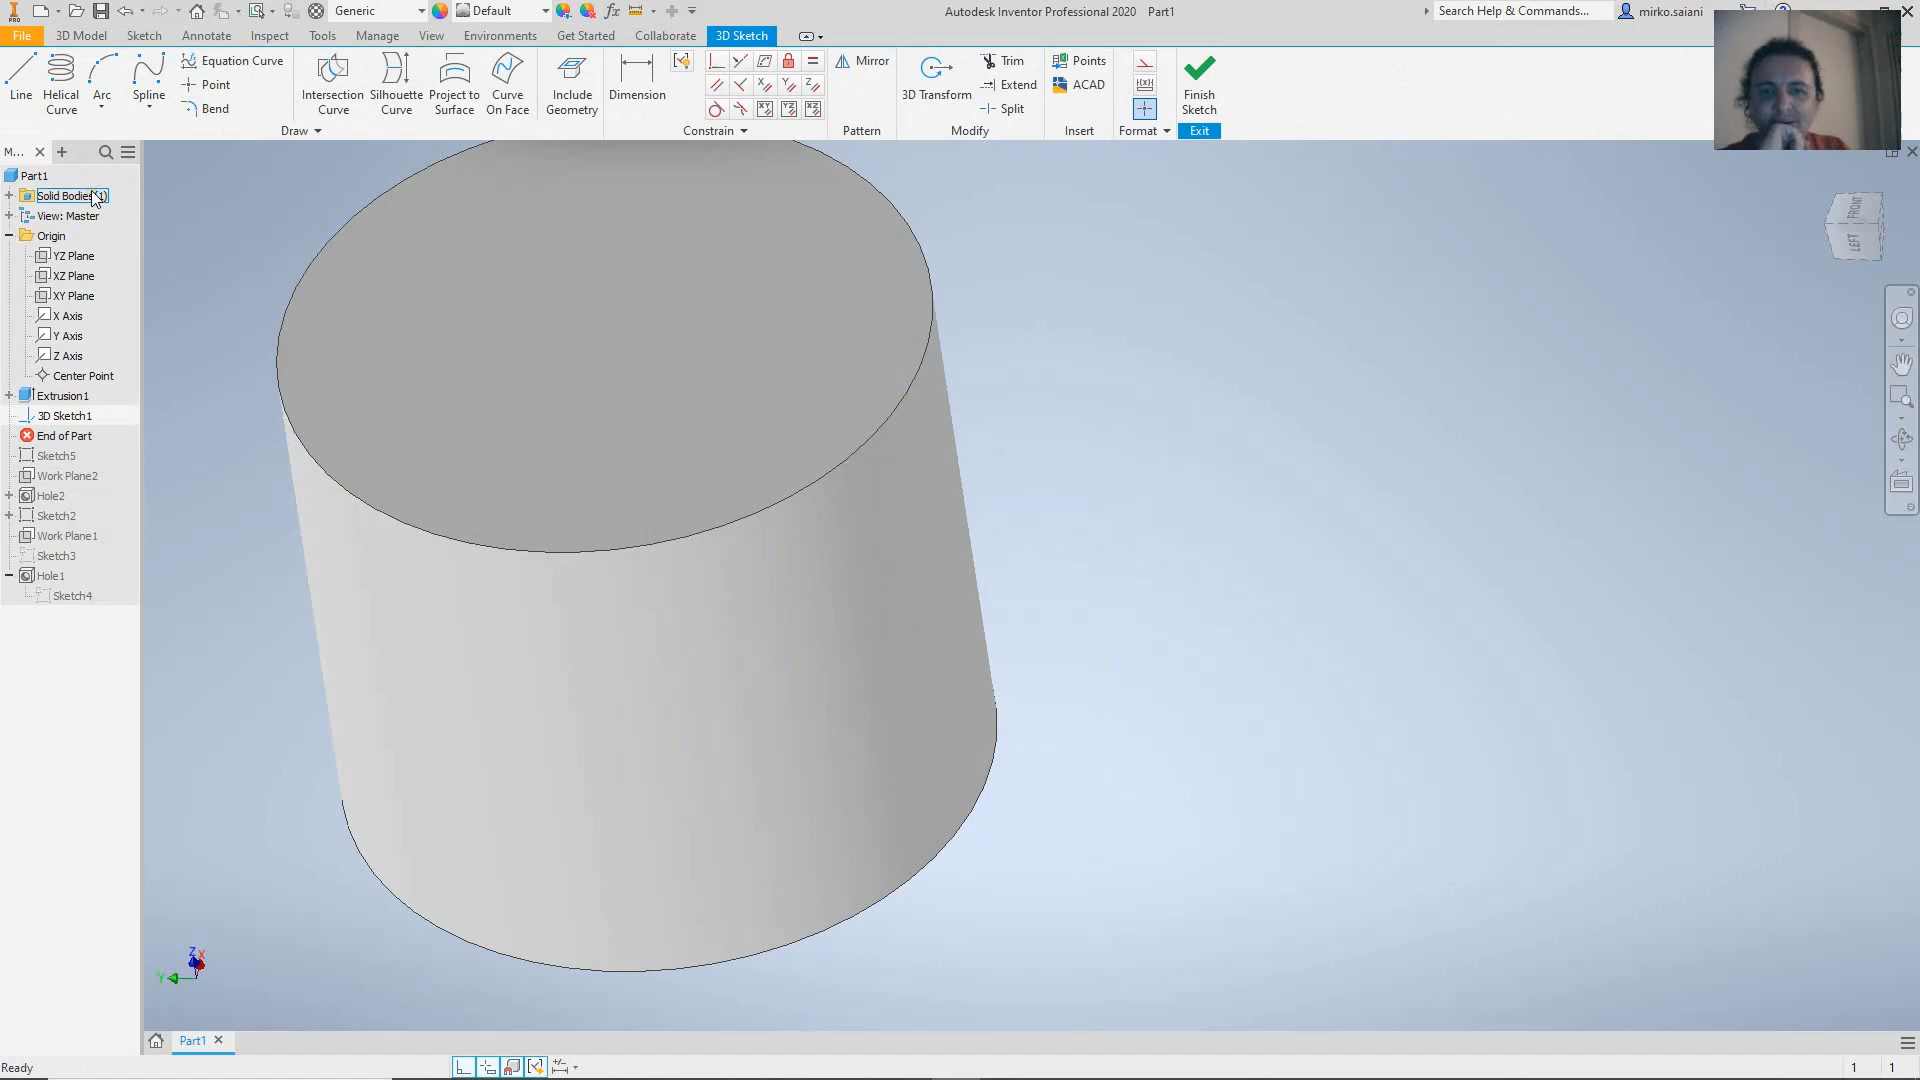 Generic
Default
fx
Autodesk Inventor Professional 2020 Part1
Search Help & Commands...
mirko.saiani
File
3D Model
Sketch
Annotate
Inspect
Tools
Manage
View
Environments
Get Started
Collaborate
3D Sketch
Line
Helical Curve
Arc
Spline
Equation Curve
Point
Bend
Intersection Curve
Silhouette Curve
Project to Surface
Curve On Face
Include Geometry
Dimension
Mirror
3D Transform
Trim
Extend
Split
Points
ACAD
Finish Sketch
Draw
Constrain
Pattern
Modify
Insert
Format
Exit
M...
Part1
Solid Bodies(1)
View: Master
Origin
YZ Plane
XZ Plane
XY Plane
X Axis
Y Axis
Z Axis
Center Point
Extrusion1
3D Sketch1
End of Part
Sketch5
Work Plane2
Hole2
Sketch2
Work Plane1
Sketch3
Hole1
Sketch4
FRONT
LEFT
Z
X
Y
Part1
Ready
1
1